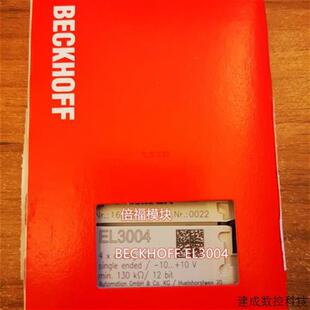 BECKHOFF
倍福模块
Nr.:0022
EL3004
BECKHOFF EL3004
single ended / -10...+10 V
min. 130 kΩ/ 12 bit
Automation GmbH & Co. KG / Huelshorstweg 20
建成数控科技